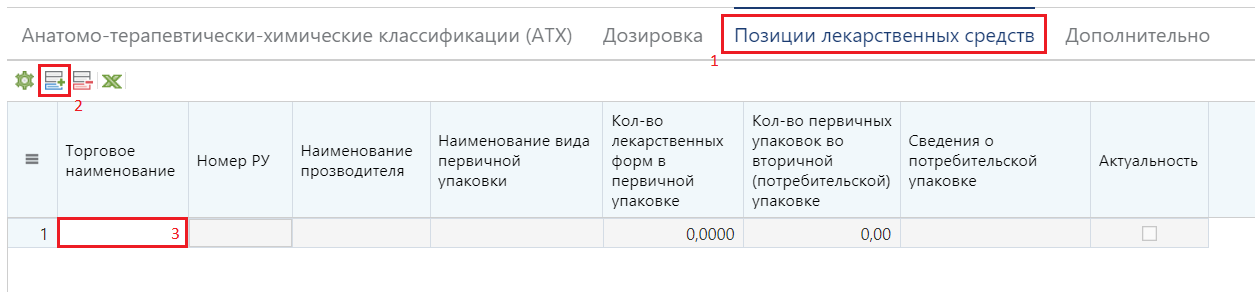 Анатомо-терапевтически-химические классификации (АТХ) Дозировка Позиции лекарственных средств Дополнительно
1
2
Торговое
наименование
Номер РУ
Наименование
прозводителя
Наименование вида
первичной
упаковки
Кол-во
лекарственных
форм в
первичной
упаковке
Кол-во первичных
упаковок во
вторичной
(потребительской)
упаковке
Сведения о
потребительской
упаковке
Актуальность
1 3 0,0000 0,00